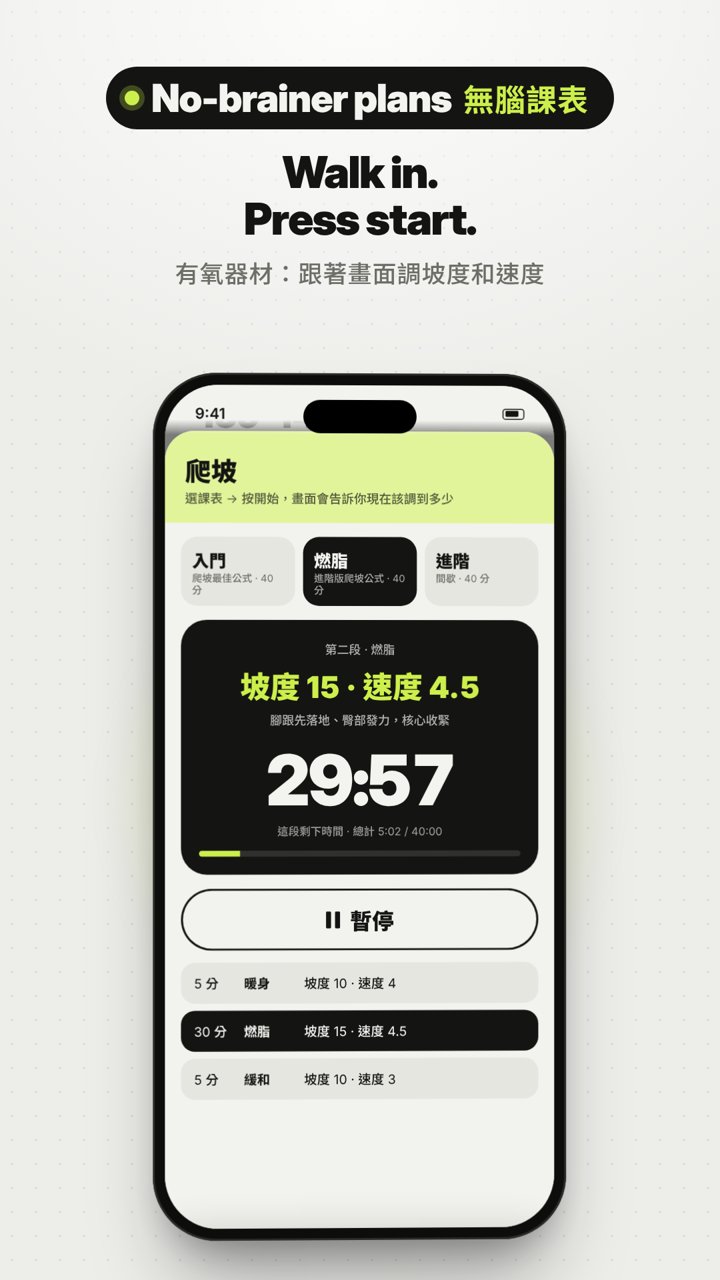 No-brainer plans 無腦課表
Walk in.
Press start.
有氧器材：跟著畫面調坡度和速度
9:41
爬坡
選課表 → 按開始，畫面會告訴你現在該調到多少
入門
爬坡最佳公式 · 40
分
燃脂
進階版爬坡公式 · 40
分
進階
間歇 · 40 分
第二段 · 燃脂
坡度 15 · 速度 4.5
腳跟先落地、臀部發力，核心收緊
29:57
這段剩下時間 · 總計 5:02 / 40:00
暫停
5 分 暖身 坡度 10 · 速度 4
30 分 燃脂 坡度 15 · 速度 4.5
5 分 緩和 坡度 10 · 速度 3